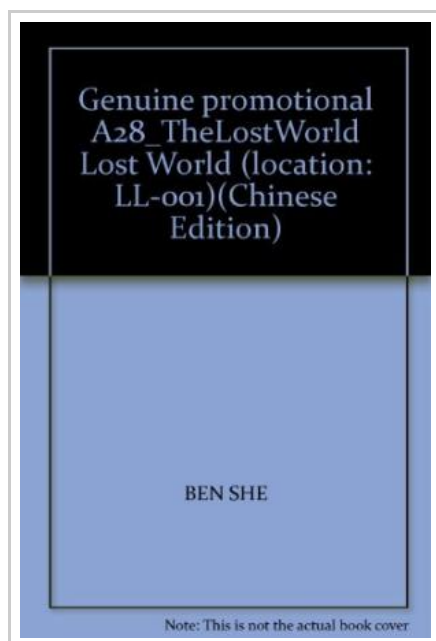 Genuine promotional
A28_TheLostWorld
Lost World (location:
LL-001)(Chinese
Edition)
BEN SHE
Note: This is not the actual book cover